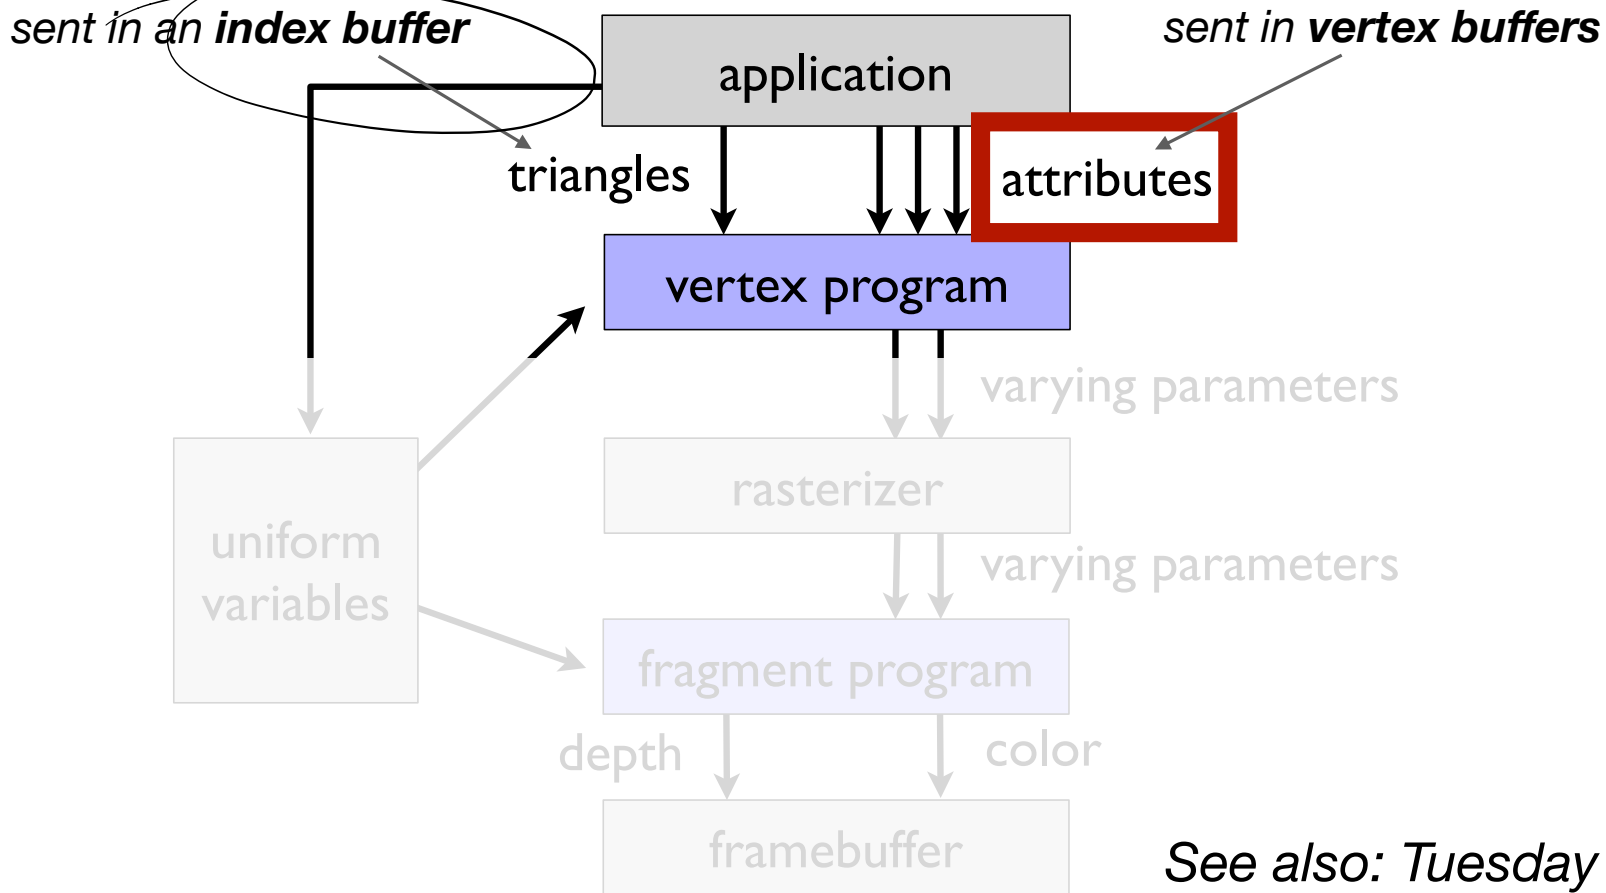 sent in an index buffer
sent in vertex buffers
application
triangles
attributes
vertex program
varying parameters
rasterizer
uniform
variables
varying parameters
fragment program
depth
color
framebuffer
See also: Tuesday